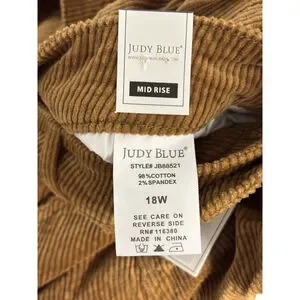 JUDY BLUE®
MID RISE
JUDY BLUE®
STYLE# JB88521
98%COTTON
2%SPANDEX
18W
SEE CARE ON
REVERSE SIDE
RN# 116380
MADE IN CHINA